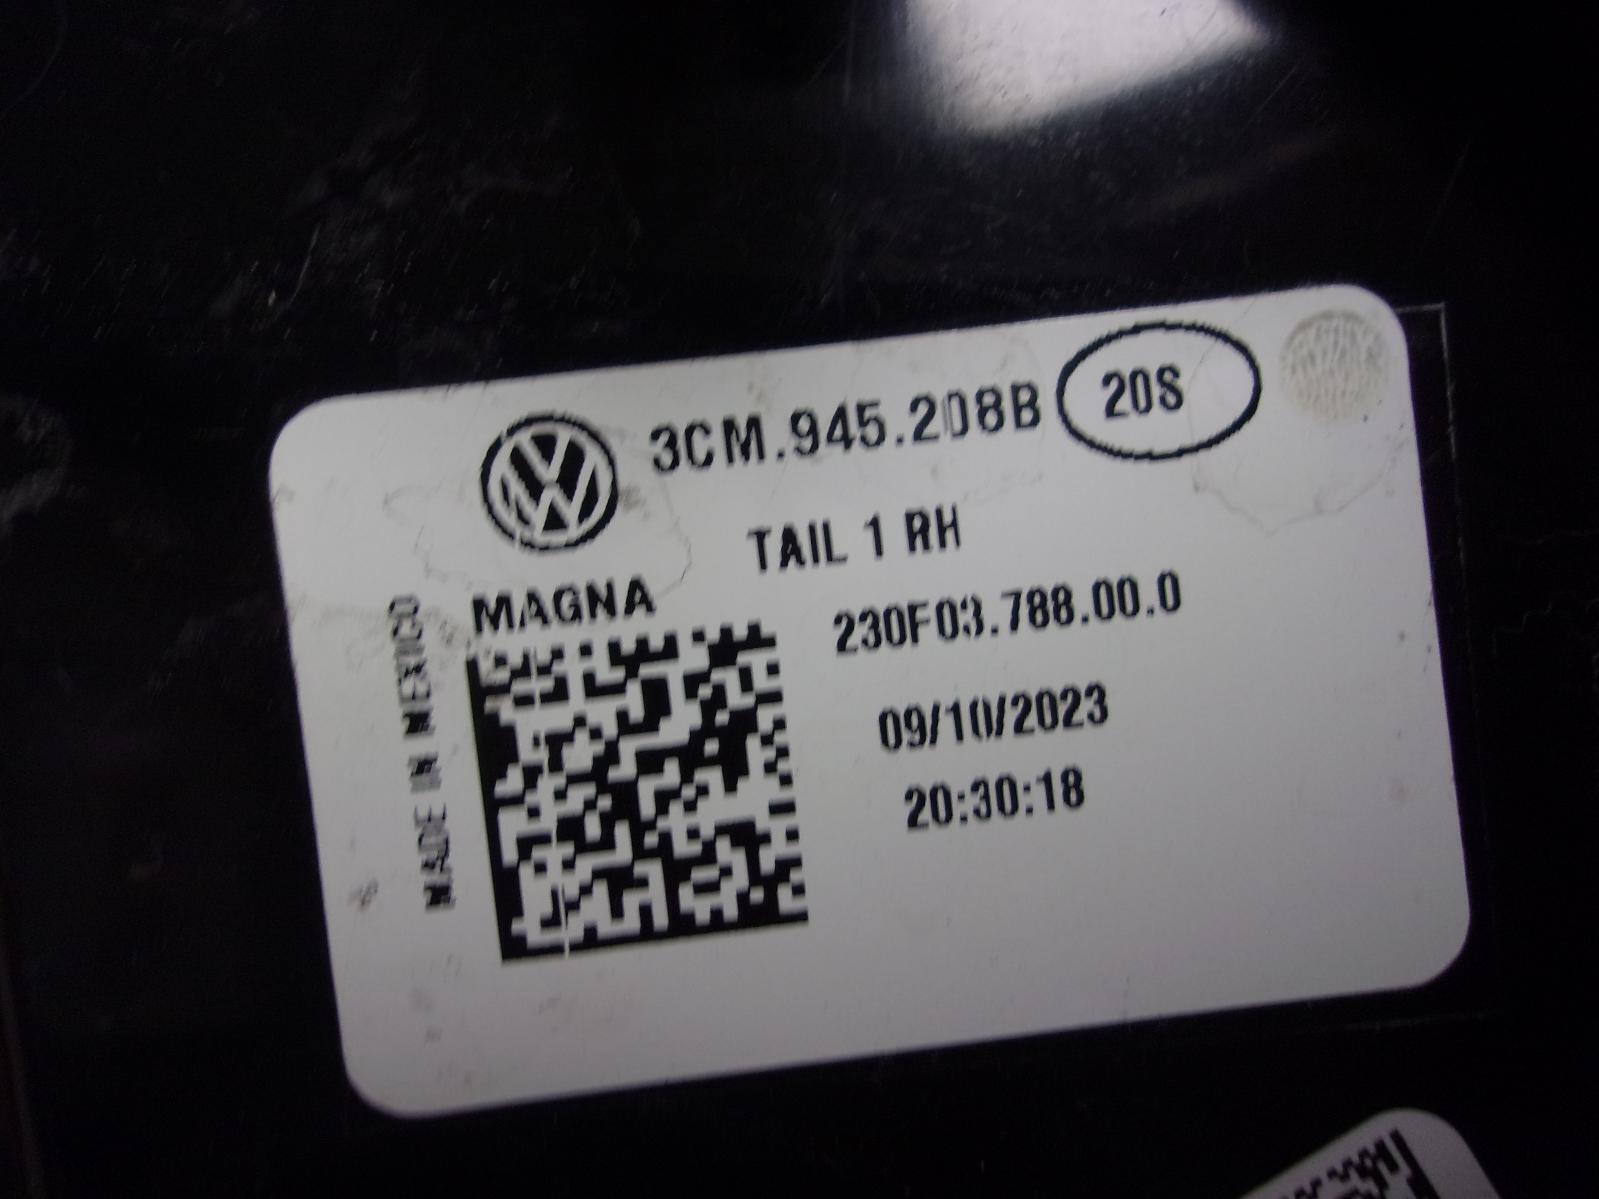 3CM.945.208B 20S
TAIL 1 RH
MAGNA
230F03.788.00.0
09/10/2023
20:30:18
MADE IN MEXICO